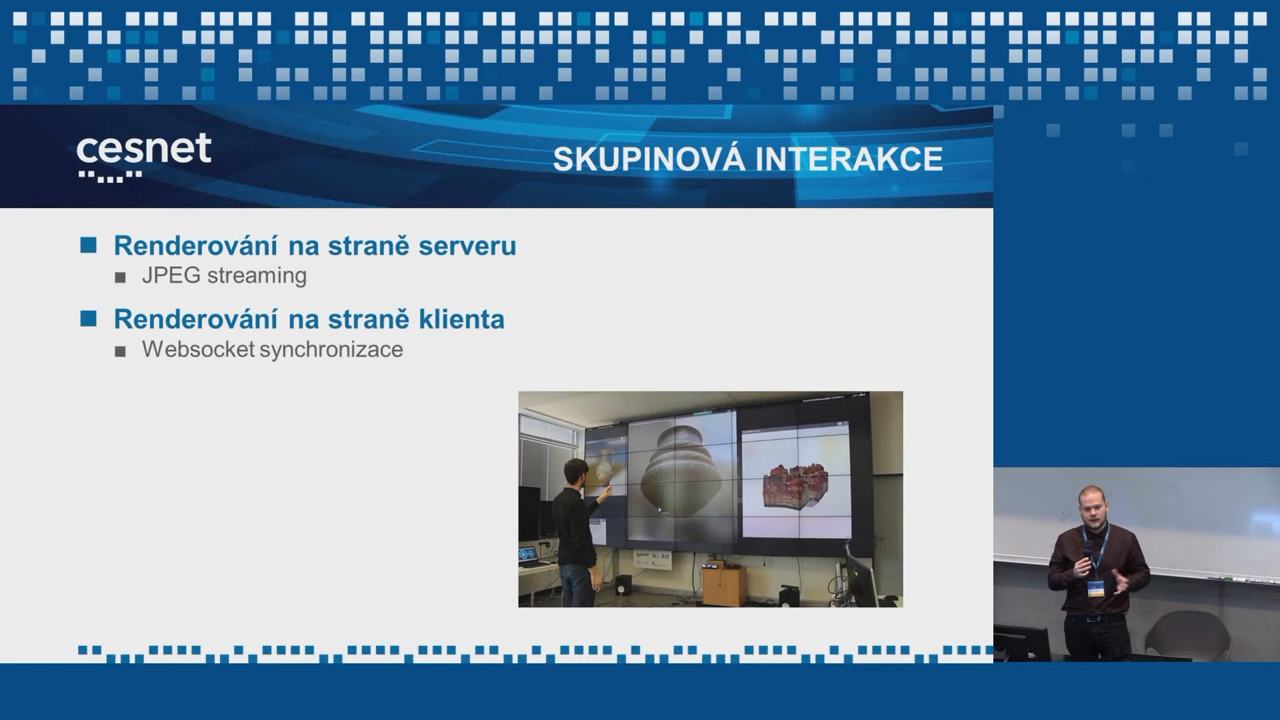 cesnet
SKUPINOVÁ INTERAKCE
Renderování na straně serveru
JPEG streaming
Renderování na straně klienta
Websocket synchronizace